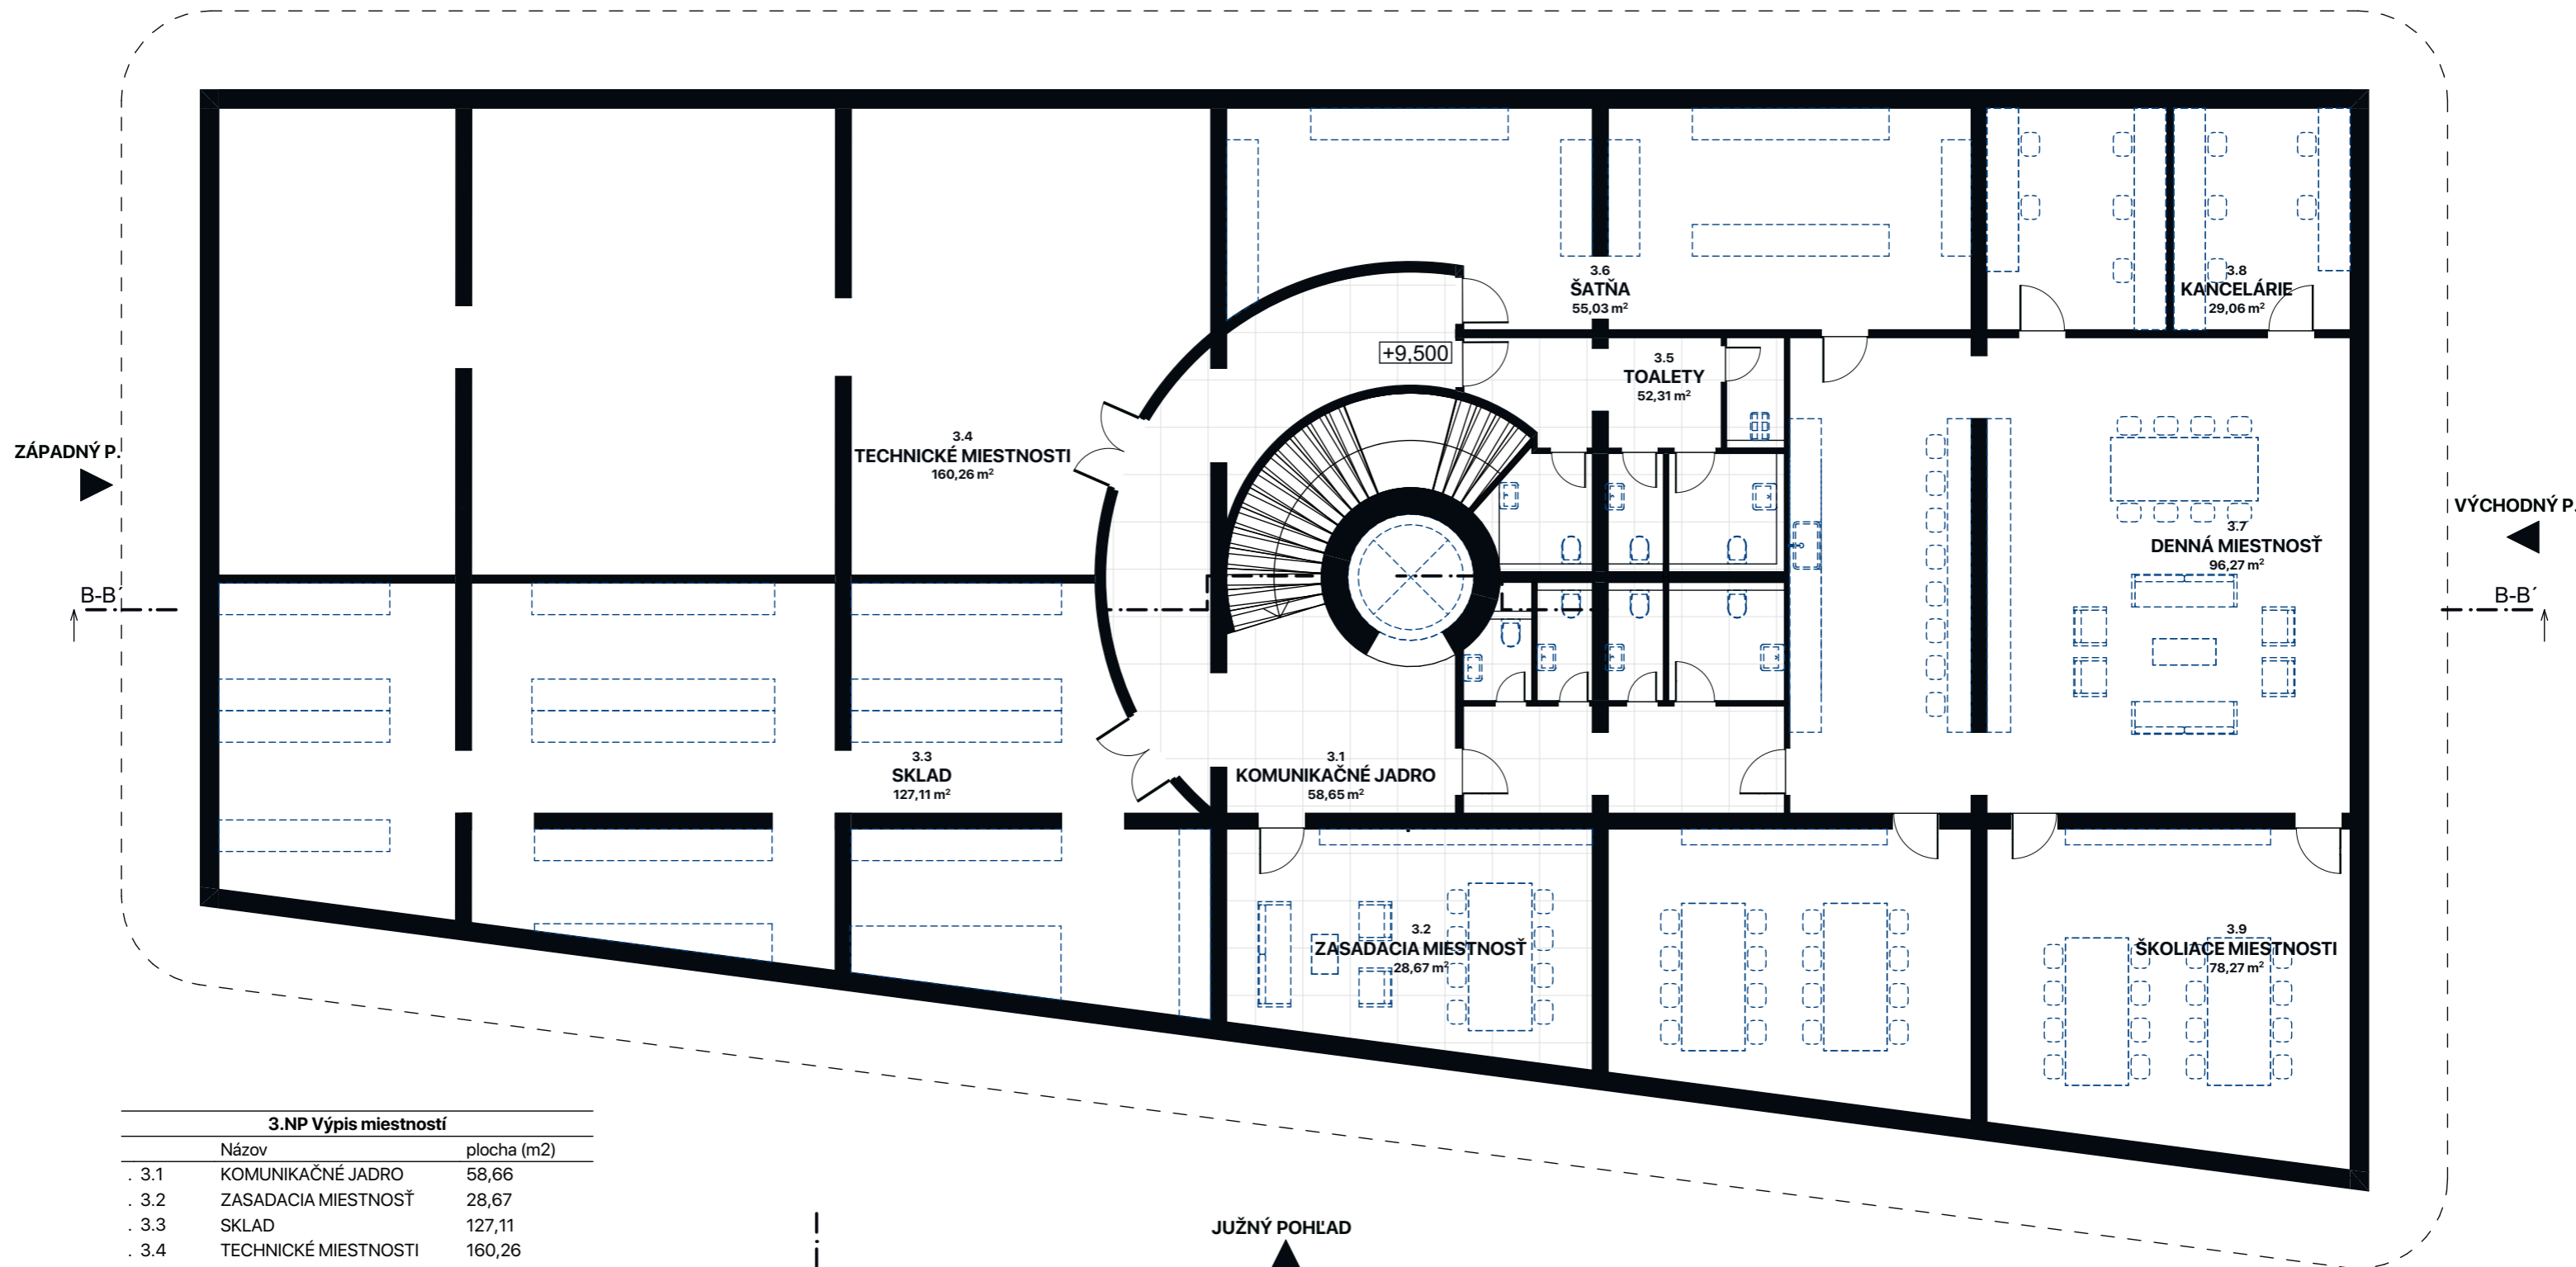 3.6
ŠATŇA
55,03 m²
3.8
KANCELÁRIE
29,06 m²
+9,500
3.5
TOALETY
52,31 m²
ZÁPADNÝ P.
3.4
TECHNICKÉ MIESTNOSTI
160,26 m²
VÝCHODNÝ P.
3.7
DENNÁ MIESTNOSŤ
96,27 m²
B-B´
B-B´
3.3
SKLAD
127,11 m²
3.1
KOMUNIKAČNÉ JADRO
58,65 m²
3.2
ZASADACIA MIESTNOSŤ
28,67 m²
3.9
ŠKOLIACE MIESTNOSTI
78,27 m²
3.NP Výpis miestností
Názov plocha (m2)
. 3.1 KOMUNIKAČNÉ JADRO 58,66
. 3.2 ZASADACIA MIESTNOSŤ 28,67
. 3.3 SKLAD 127,11
. 3.4 TECHNICKÉ MIESTNOSTI 160,26
JUŽNÝ POHĽAD